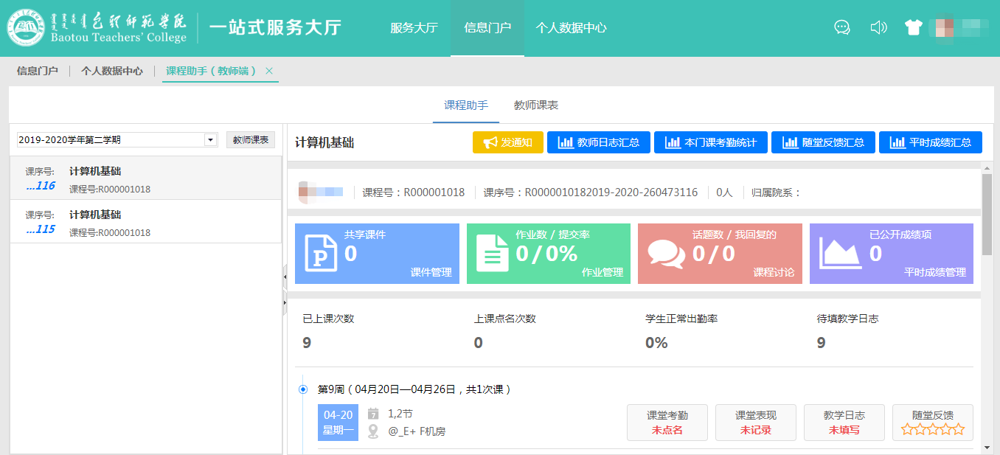 包头师范学院 一站式服务大厅 服务大厅 信息门户 个人数据中心
Baotou Teachers' College
信息门户 个人数据中心 课程助手（教师端）
课程助手 教师课表
2019-2020学年第二学期 教师课表
课序号: 计算机基础
...116 课程号:R000001018
课序号: 计算机基础
...115 课程号:R000001018
计算机基础 发通知 教师日志汇总 本门课考勤统计 随堂反馈汇总 平时成绩汇总
课程号：R000001018 课序号：R0000010182019-2020-260473116 0人 归属院系：
共享课件 作业数 / 提交率 话题数 / 我回复的 已公开成绩项
0 0 / 0% 0 / 0 0
课件管理 作业管理 课程讨论 平时成绩管理
已上课次数 上课点名次数 学生正常出勤率 待填教学日志
9 0 0% 9
第9周（04月20日—04月26日，共1次课）
04-20 7 1,2节 课堂考勤 课堂表现 教学日志 随堂反馈
星期一 @_E+ F机房 未点名 未记录 未填写